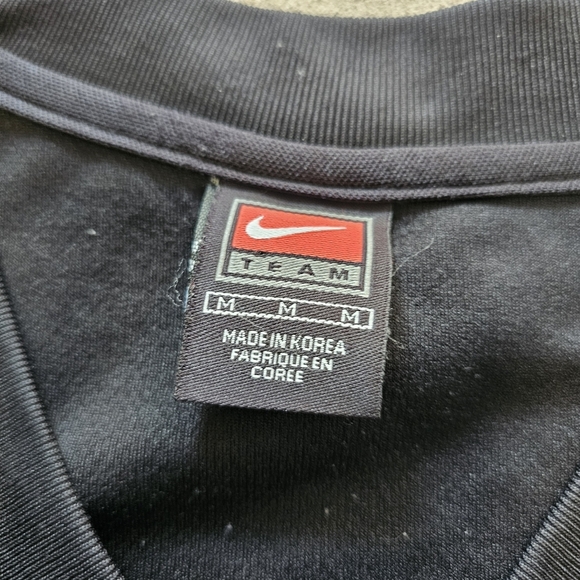 TEAM
M M M
MADE IN KOREA
FABRIQUE EN
COREE